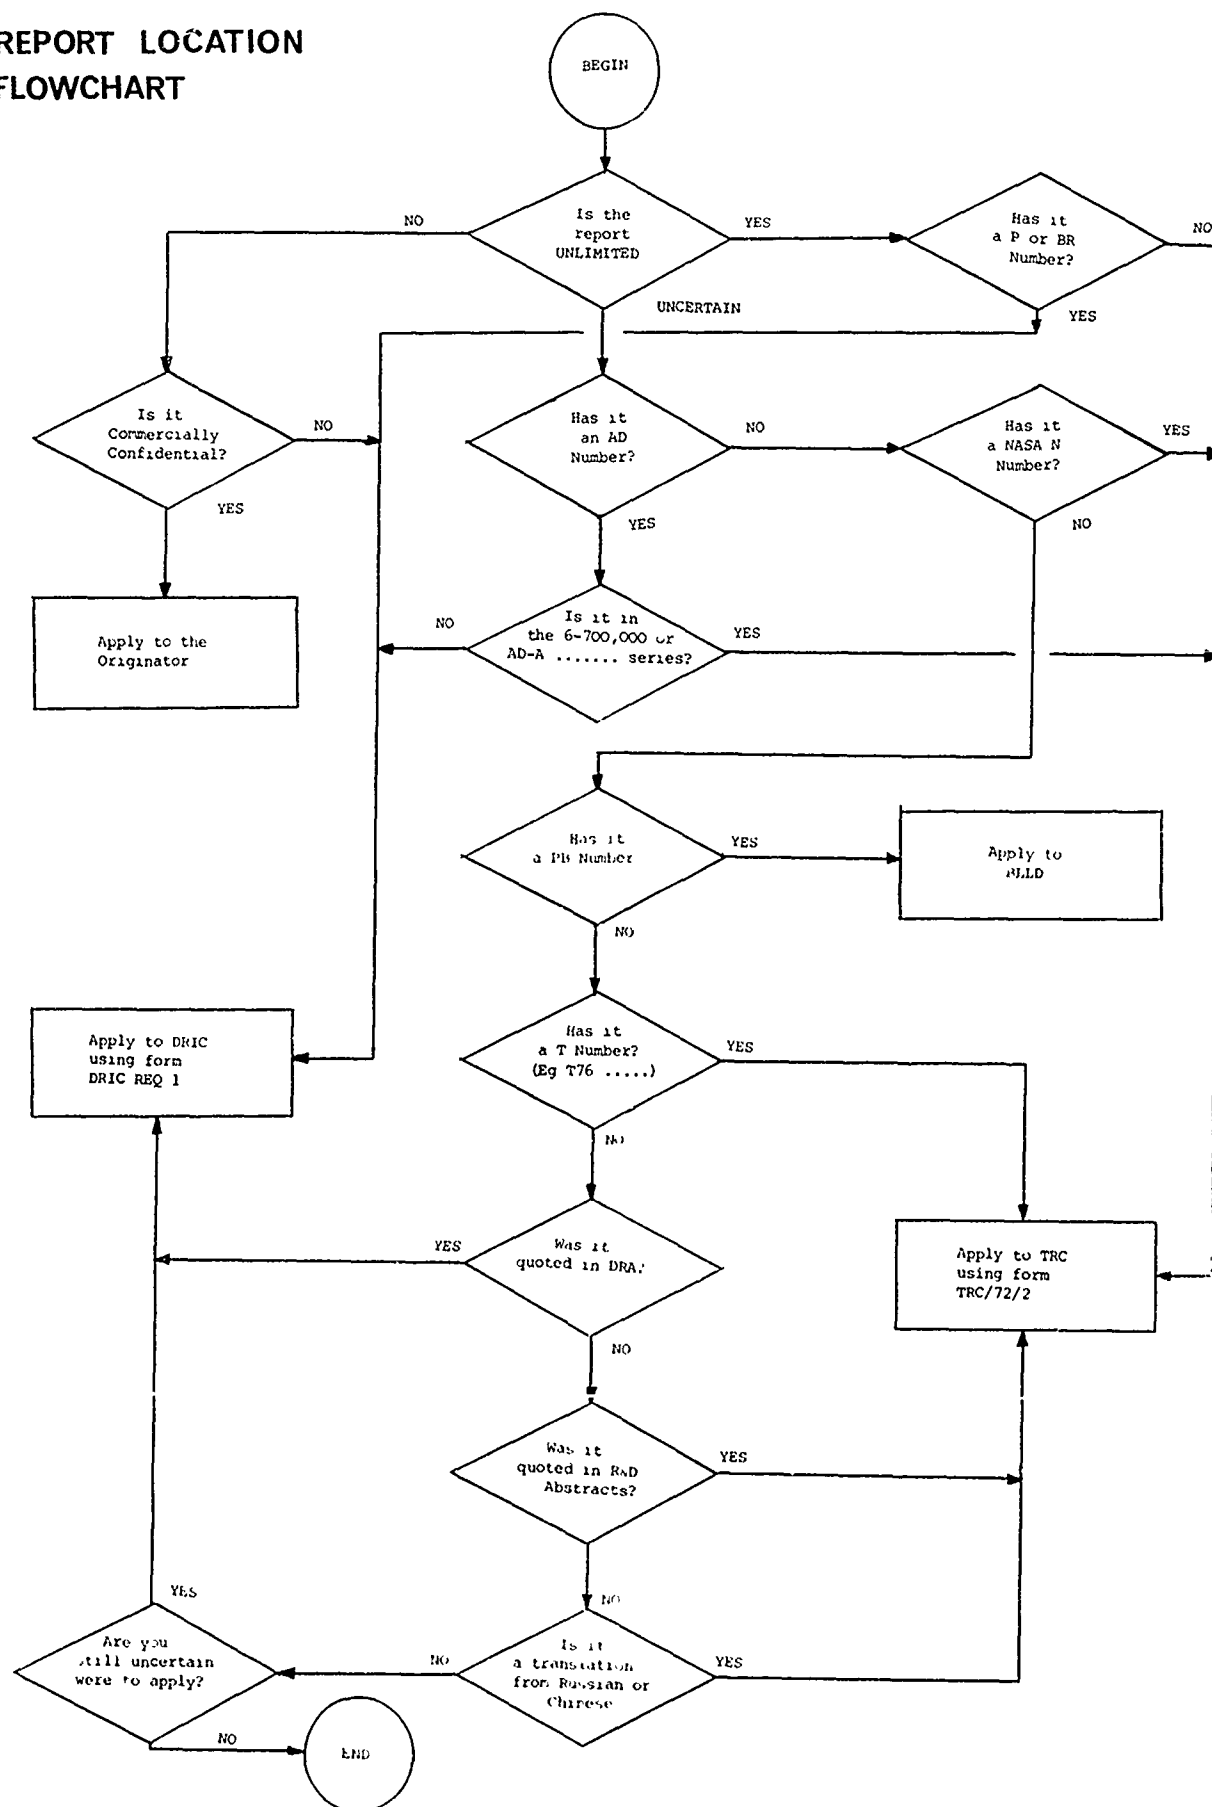 REPORT LOCATION
FLOWCHART
BEGIN
Is the
report
UNLIMITED
NO
YES
UNCERTAIN
Has it
a P or BR
Number?
NO
YES
Is it
Commercially
Confidential?
NO
YES
Has it
an AD
Number?
NO
YES
Has it
a NASA N
Number?
YES
NO
Apply to the
Originator
Is it in
the 6-700,000 or
AD-A ....... series?
NO
YES
Has it
a PB Number
YES
NO
Apply to
BLLD
Apply to DRIC
using form
DRIC REQ 1
Has it
a T Number?
(Eg T76 .....)
YES
NO
Was it
quoted in DRA?
YES
NO
Apply to TRC
using form
TRC/72/2
Was it
quoted in R&D
Abstracts?
YES
NO
Is it
a translation
from Russian or
Chinese
NO
YES
Are you
still uncertain
were to apply?
YES
NO
END